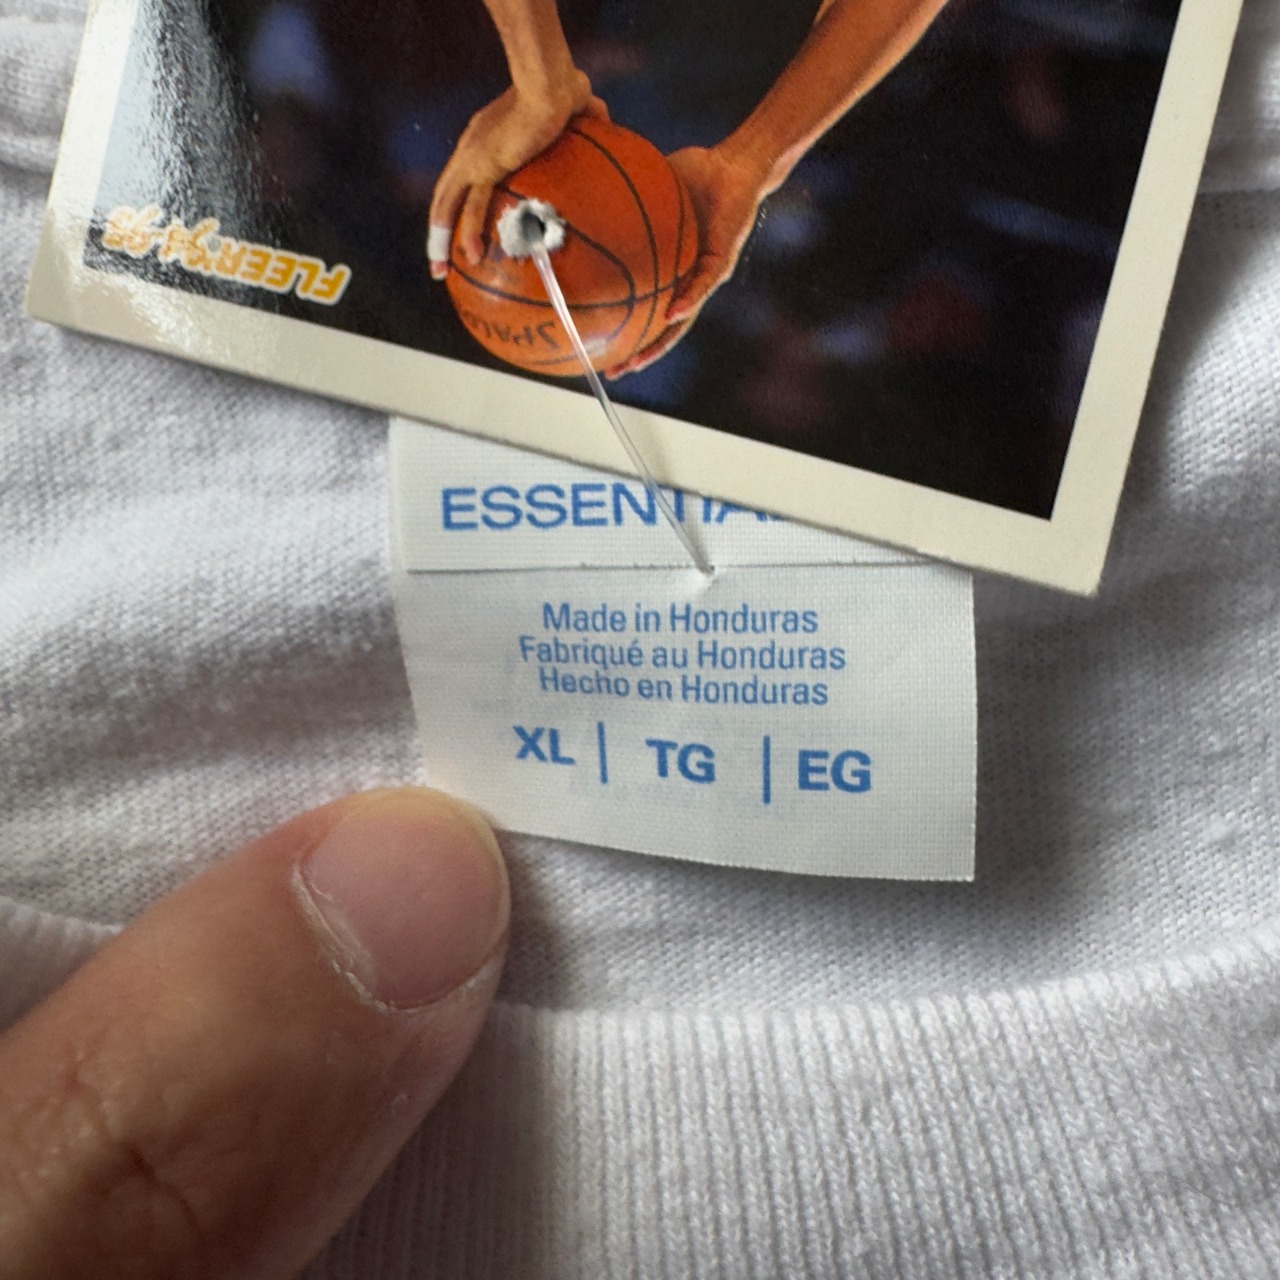 FLEER '94-95
ESSENTIA
Made in Honduras
Fabriqué au Honduras
Hecho en Honduras
XL | TG | EG